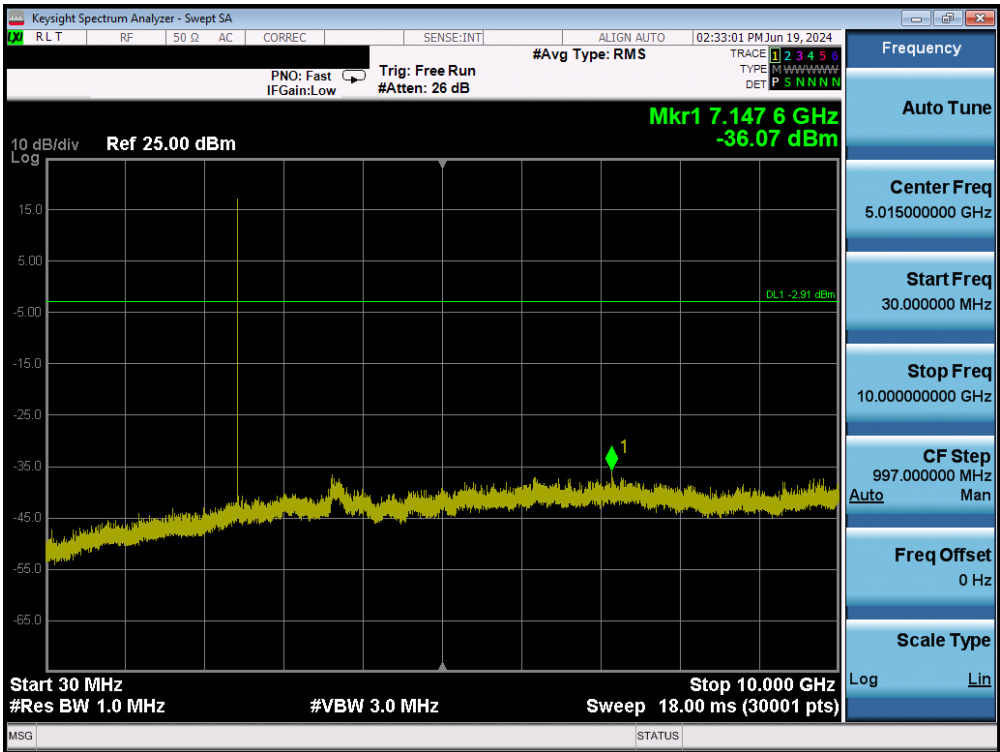 Keysight Spectrum Analyzer - Swept SA
LXI RLT RF 50 Ω AC CORREC SENSE:INT ALIGN AUTO 02:33:01 PM Jun 19, 2024
PNO: Fast
IFGain:Low
Trig: Free Run
#Atten: 26 dB
#Avg Type: RMS
TRACE 1 2 3 4 5 6
TYPE M W W W W W
DET P S N N N N
Mkr1 7.147 6 GHz
-36.07 dBm
10 dB/div Ref 25.00 dBm
Log
15.0
5.00
DL1 -2.91 dBm
-5.00
-15.0
-25.0
1
-35.0
-45.0
-55.0
-65.0
Start 30 MHz Stop 10.000 GHz
#Res BW 1.0 MHz #VBW 3.0 MHz Sweep 18.00 ms (30001 pts)
MSG STATUS
Frequency
Auto Tune
Center Freq
5.015000000 GHz
Start Freq
30.000000 MHz
Stop Freq
10.000000000 GHz
CF Step
997.000000 MHz
Auto Man
Freq Offset
0 Hz
Scale Type
Log Lin